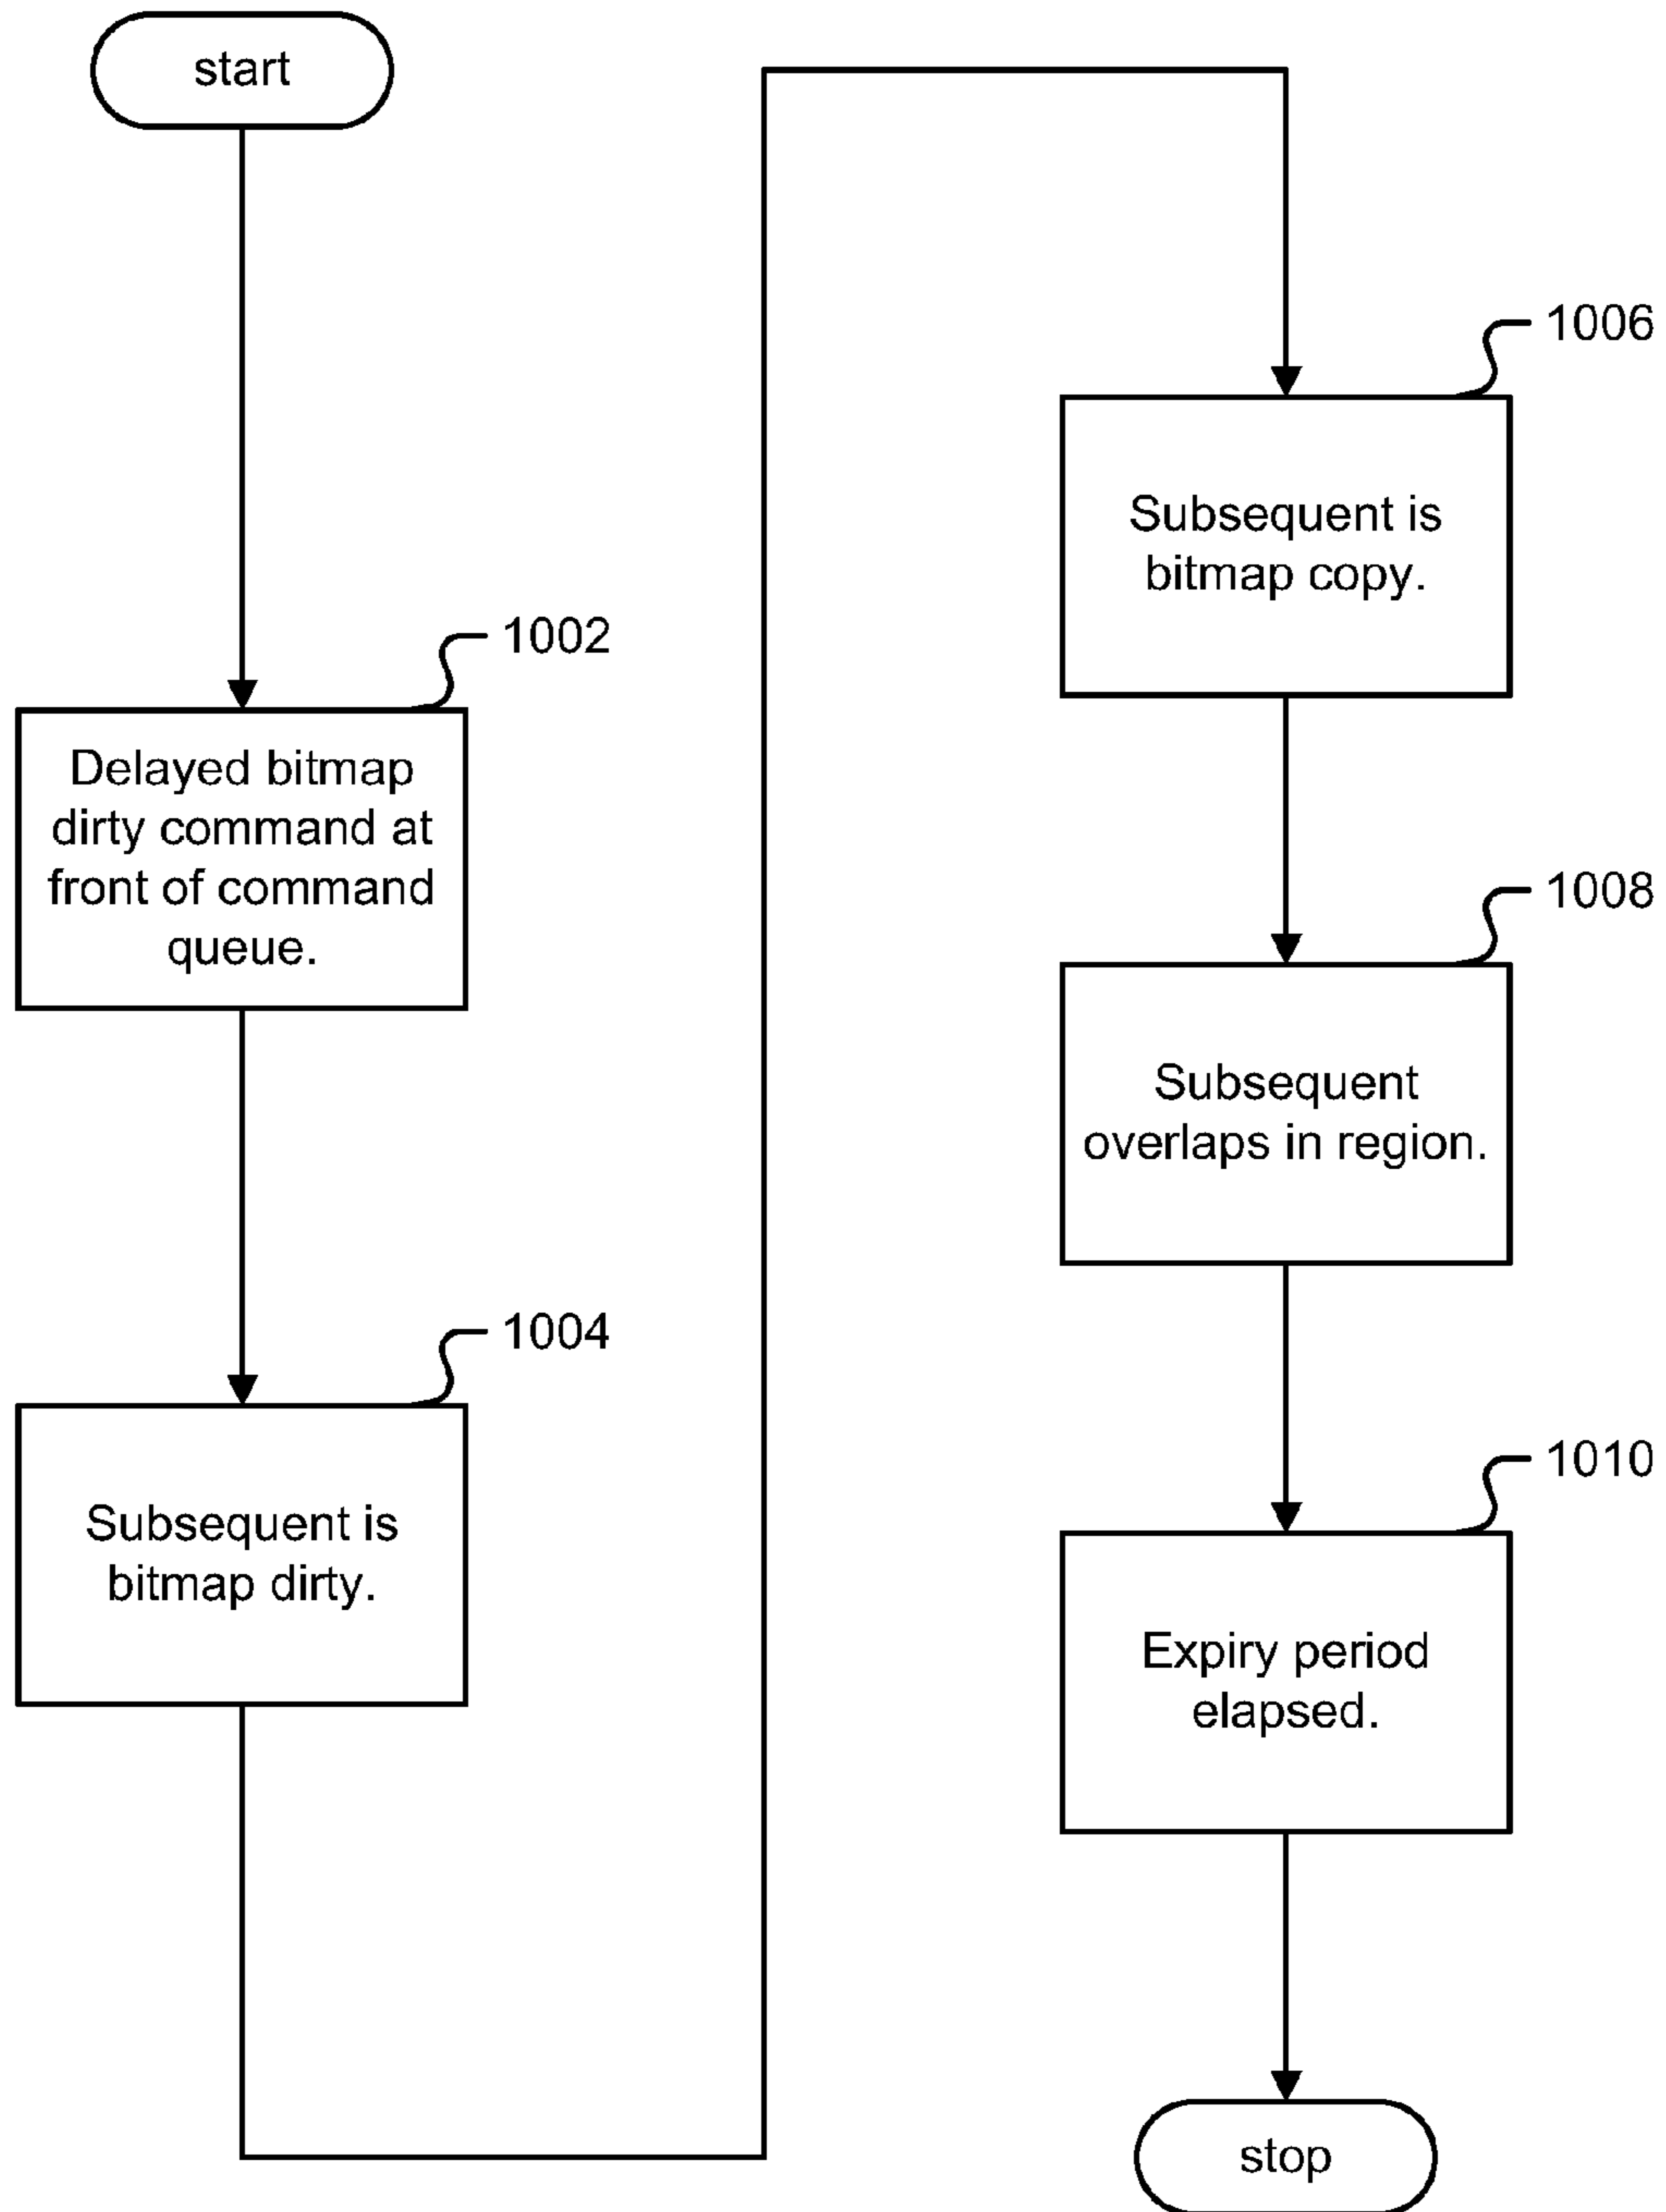 start
1002
Delayed bitmap
dirty command at
front of command
queue.
1004
Subsequent is
bitmap dirty.
1006
Subsequent is
bitmap copy.
1008
Subsequent
overlaps in region.
1010
Expiry period
elapsed.
stop